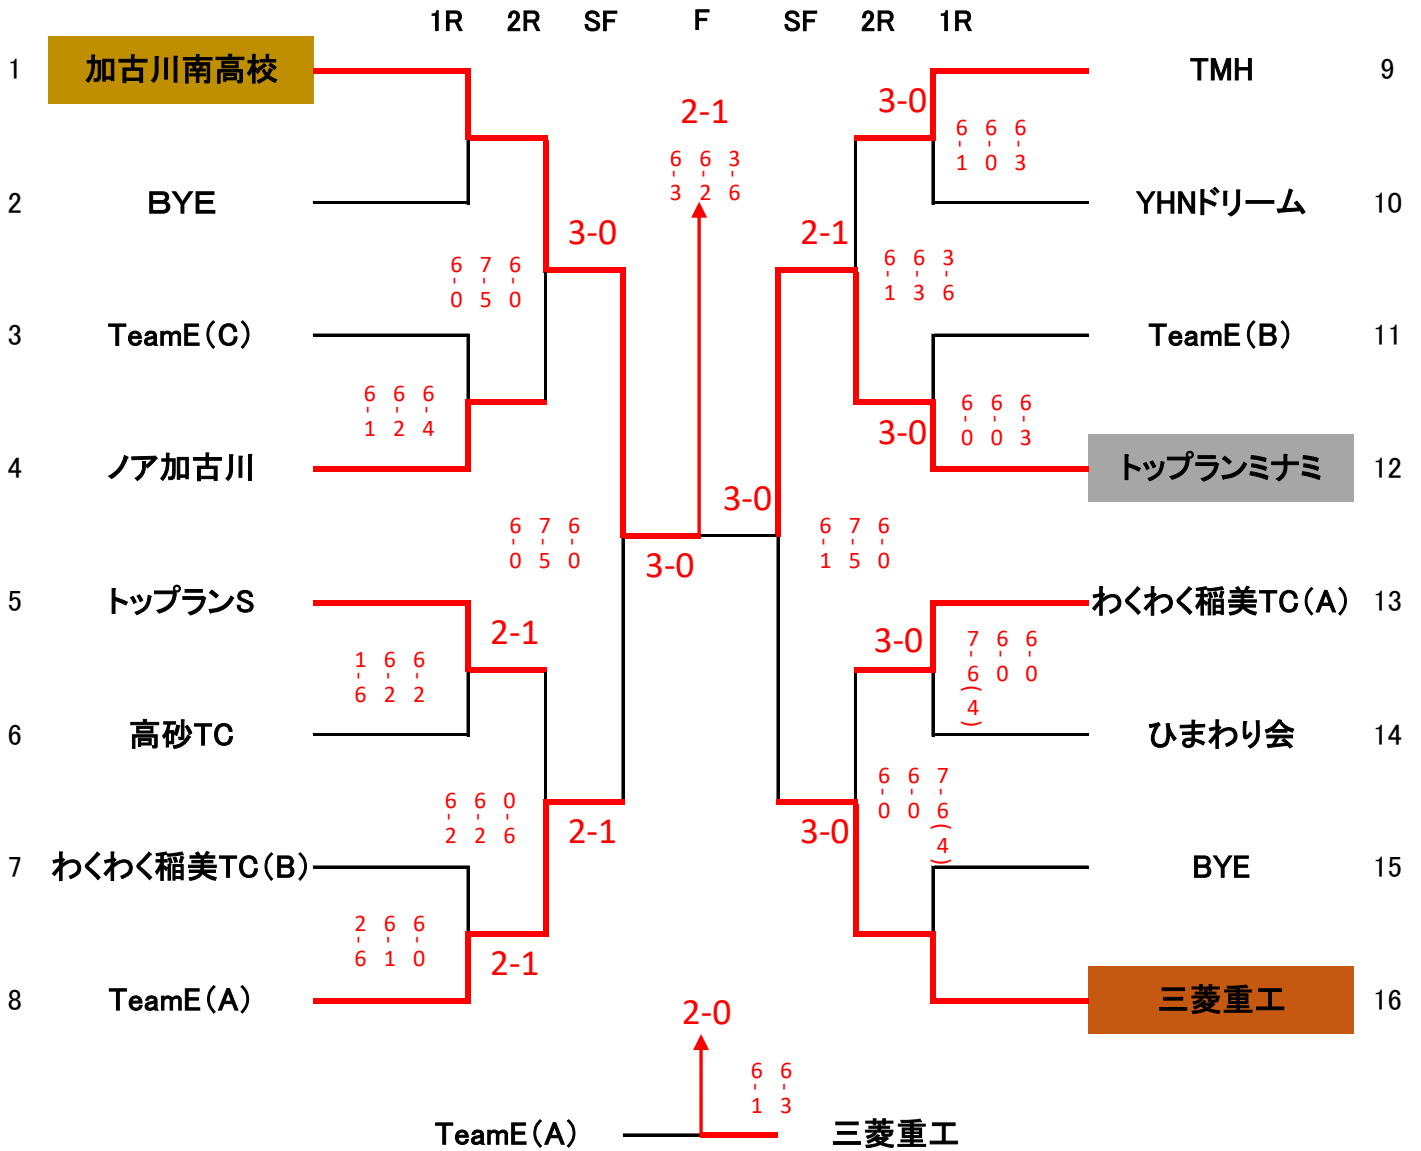 1R 2R SF F SF 2R 1R
1 加古川南高校
TMH 9
2-1
3-0
6-3 6-2 3-6
6-1 6-0 6-3
2 BYE
YHNドリーム 10
3-0
2-1
6-0 7-5 6-0
6-1 6-3 3-6
3 TeamE(C)
TeamE(B) 11
6-1 6-2 6-4
3-0
6-0 6-0 6-3
4 ノア加古川
トップランミナミ 12
3-0
6-0 7-5 6-0
3-0
6-1 7-5 6-0
5 トップランS
わくわく稲美TC(A) 13
2-1
3-0
1-6 6-2 6-2
7-6(4) 6-0 6-0
6 高砂TC
ひまわり会 14
6-2 6-2 0-6
2-1
3-0
6-0 6-0 7-6(4)
7 わくわく稲美TC(B)
BYE 15
2-6 6-1 6-0
2-1
8 TeamE(A)
三菱重工 16
2-0
6-1 6-3
TeamE(A)
三菱重工